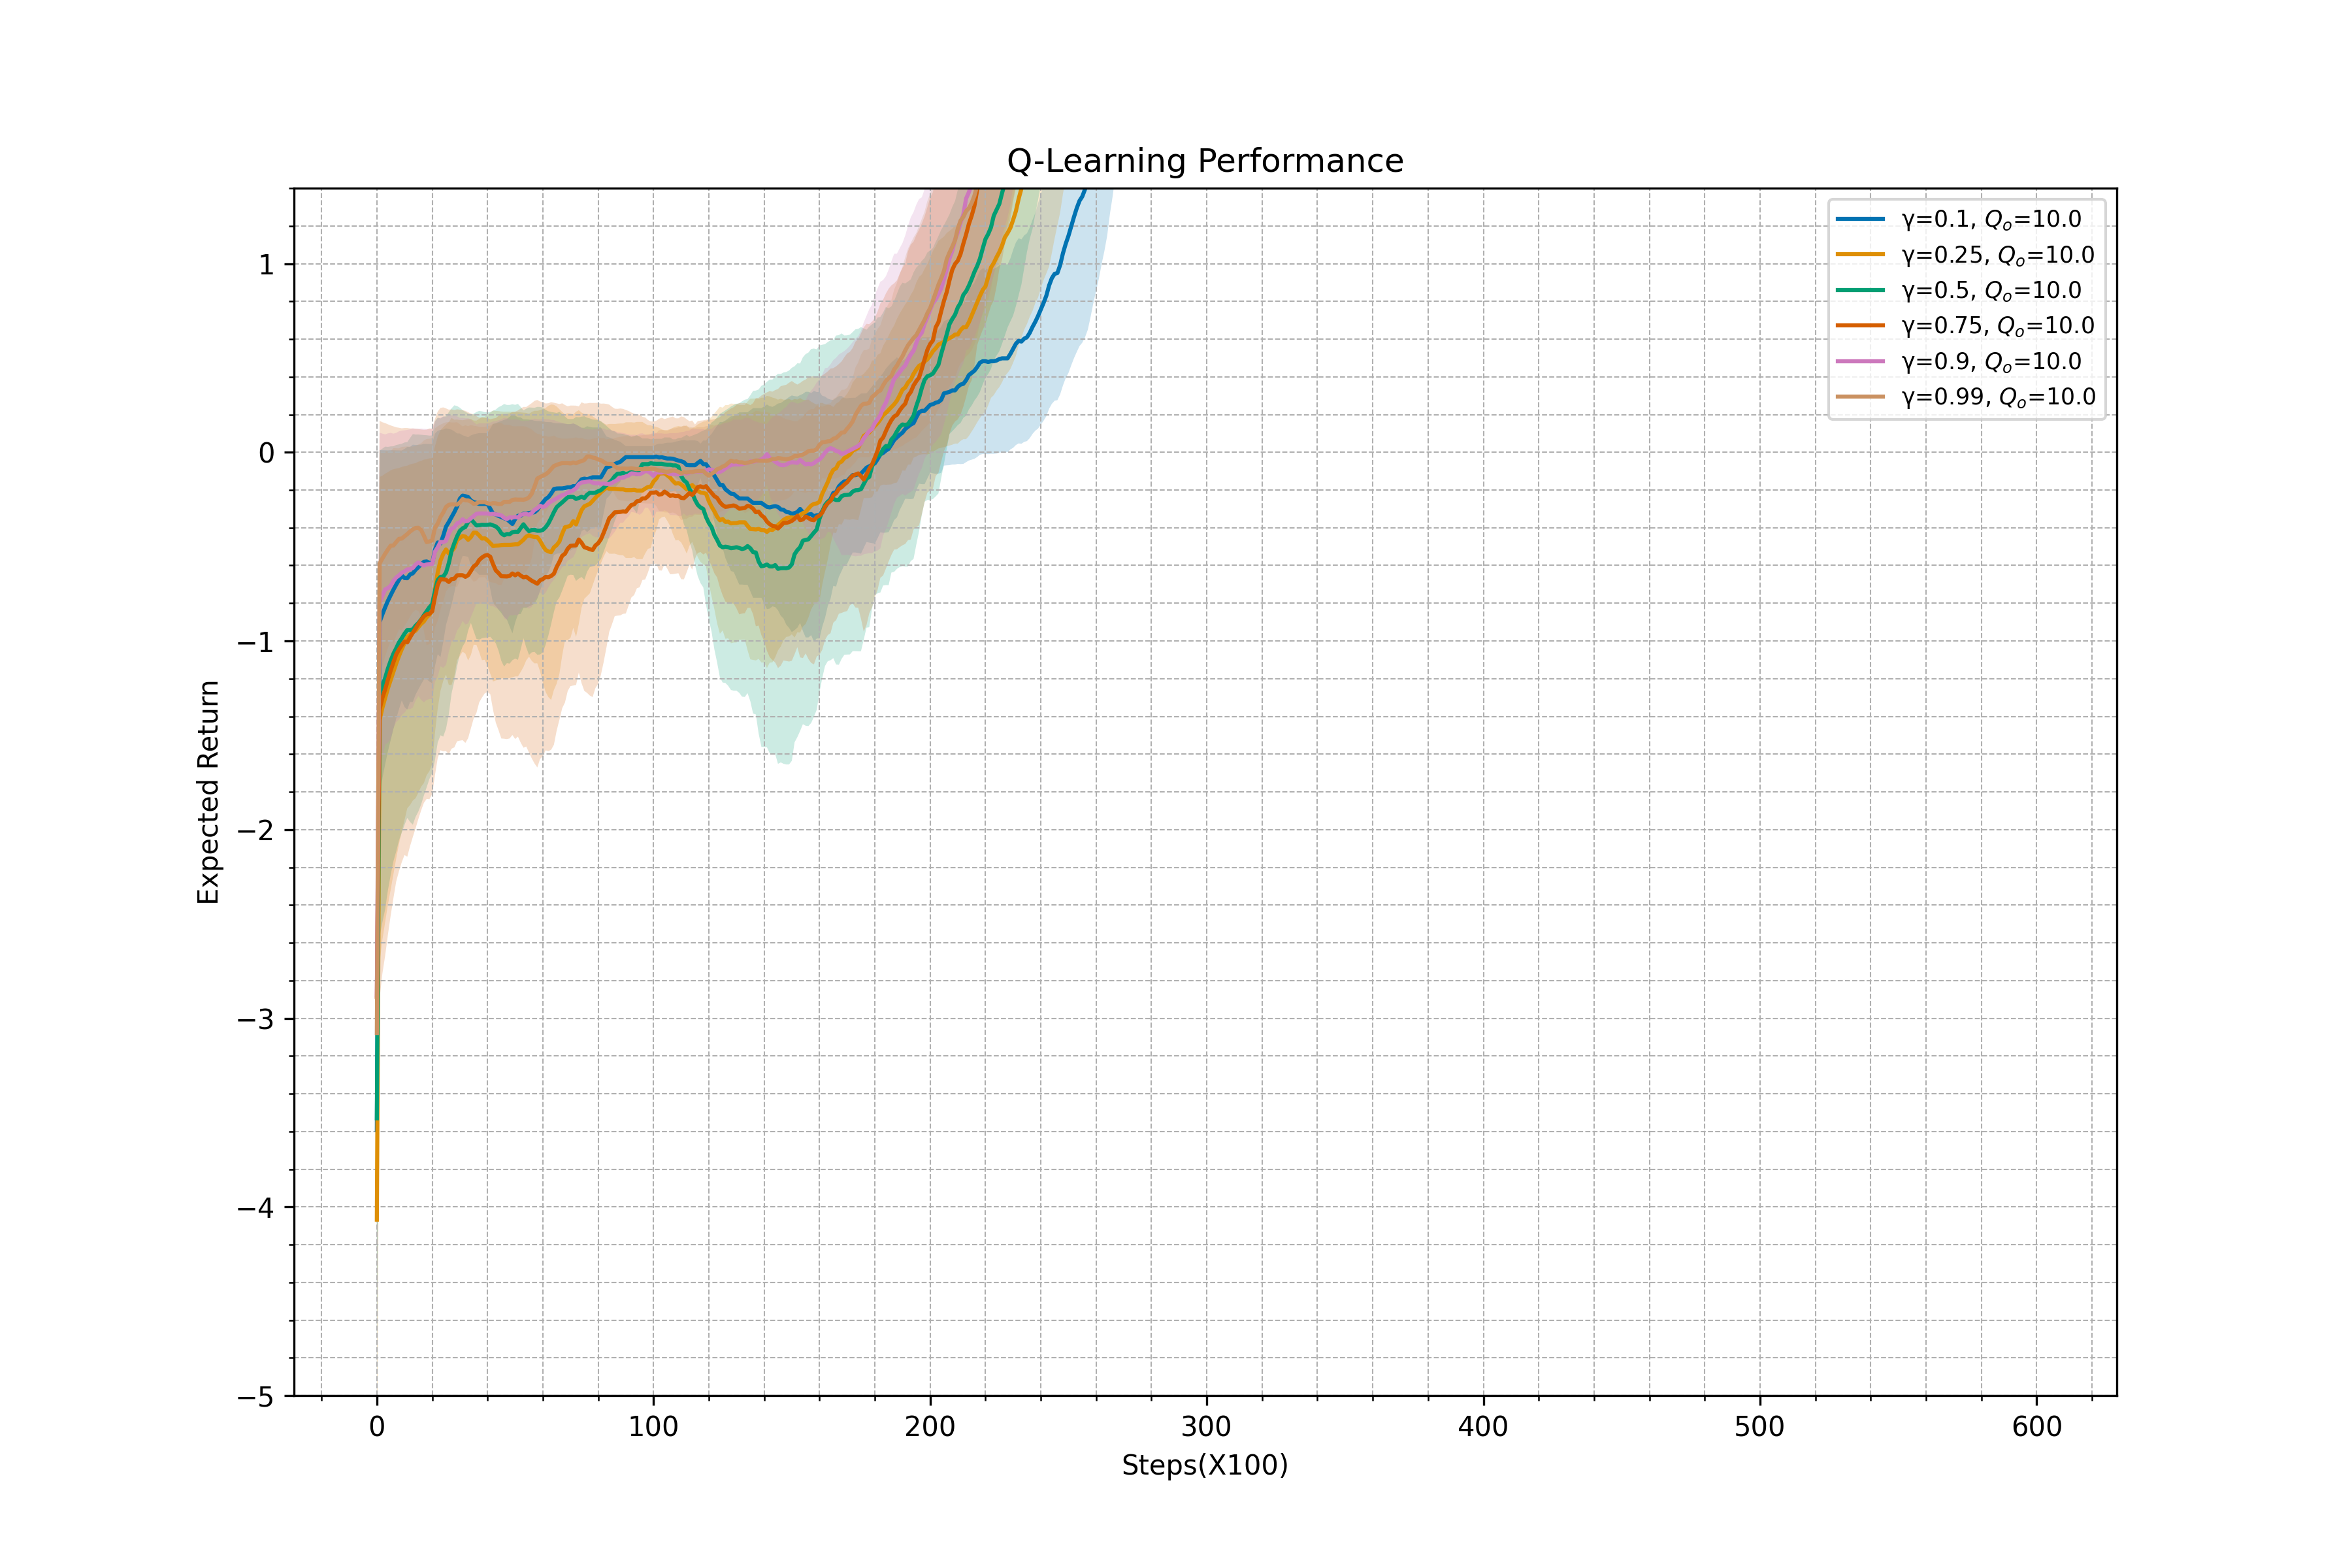 Q-Learning Performance
γ=0.1, Qₒ=10.0
γ=0.25, Qₒ=10.0
γ=0.5, Qₒ=10.0
γ=0.75, Qₒ=10.0
γ=0.9, Qₒ=10.0
γ=0.99, Qₒ=10.0
Expected Return
1
0
−1
−2
−3
−4
−5
0 100 200 300 400 500 600
Steps(X100)